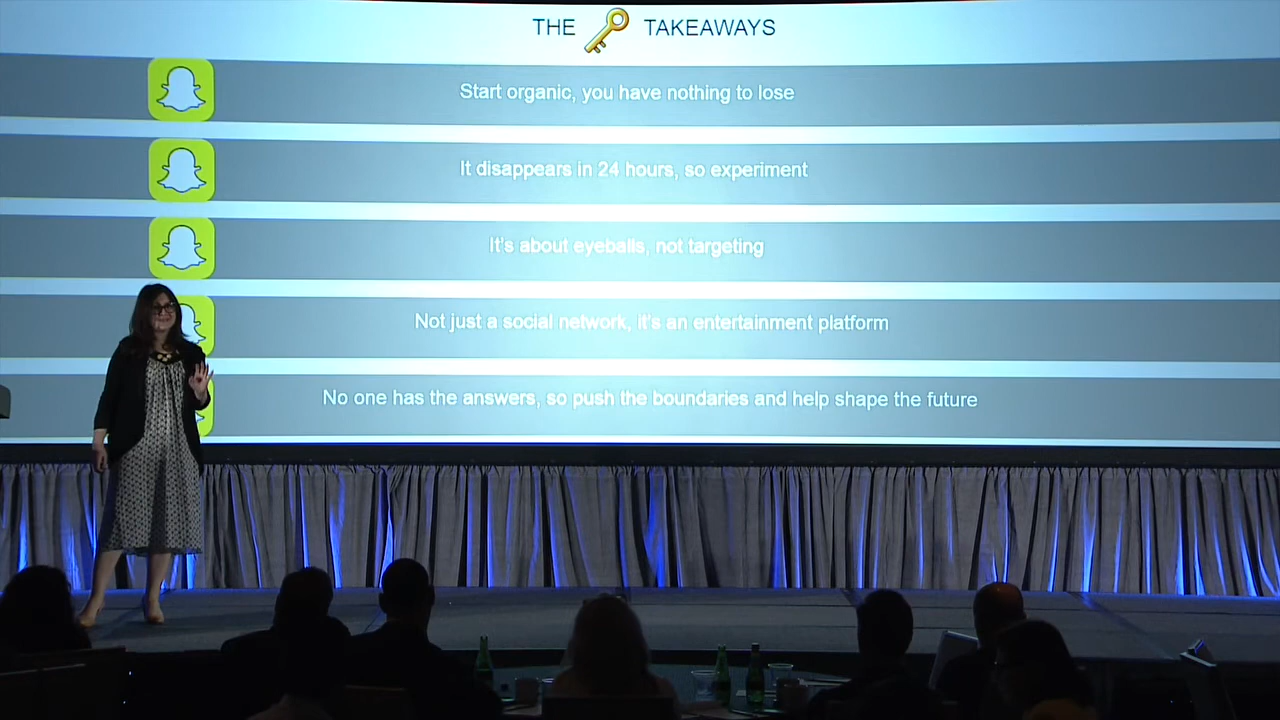 THE TAKEAWAYS
Start organic, you have nothing to lose
It disappears in 24 hours, so experiment
It's about eyeballs, not targeting
Not just a social network, it's an entertainment platform
No one has the answers, so push the boundaries and help shape the future